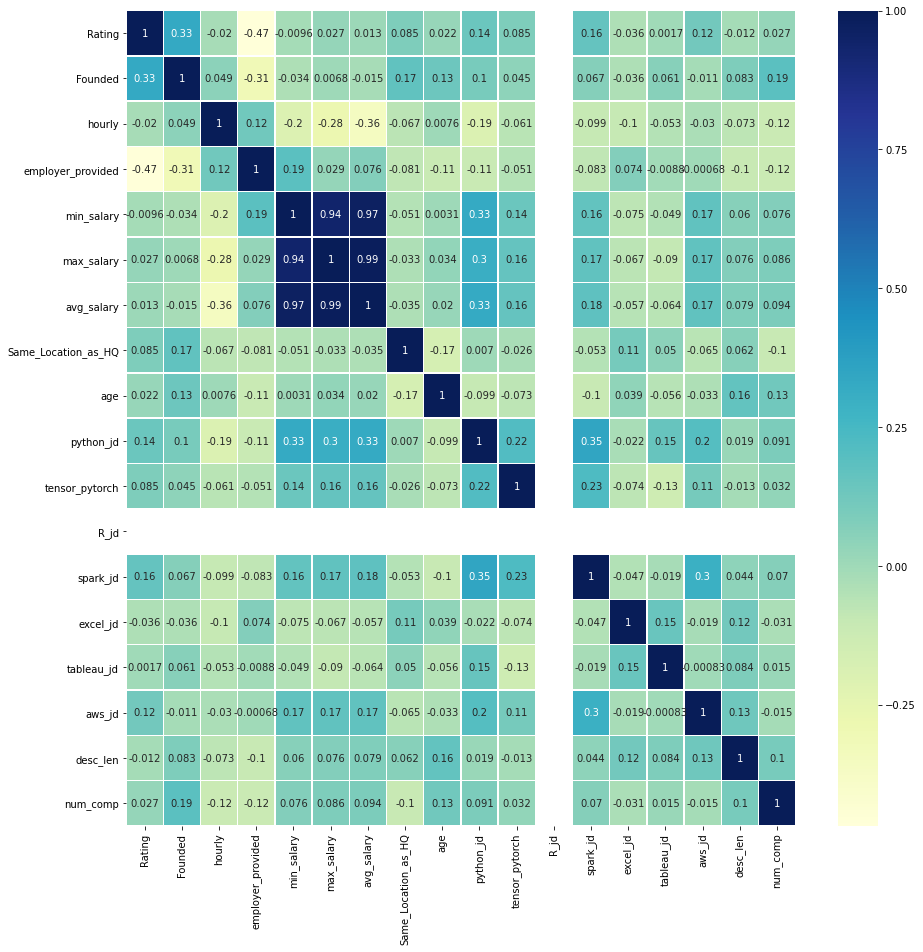 Rating 1 0.33 -0.02 -0.47 -0.0096 0.027 0.013 0.085 0.022 0.14 0.085 0.16 -0.036 0.0017 0.12 -0.012 0.027
Founded 0.33 1 0.049 -0.31 -0.034 0.0068 -0.015 0.17 0.13 0.1 0.045 0.067 -0.036 0.061 -0.011 0.083 0.19
hourly -0.02 0.049 1 0.12 -0.2 -0.28 -0.36 -0.067 0.0076 -0.19 -0.061 -0.099 -0.1 -0.053 -0.03 -0.073 -0.12
employer_provided -0.47 -0.31 0.12 1 0.19 0.029 0.076 -0.081 -0.11 -0.11 -0.051 -0.083 0.074 -0.0088 -0.00068 -0.1 -0.12
min_salary -0.0096 -0.034 -0.2 0.19 1 0.94 0.97 -0.051 0.0031 0.33 0.14 0.16 -0.075 -0.049 0.17 0.06 0.076
max_salary 0.027 0.0068 -0.28 0.029 0.94 1 0.99 -0.033 0.034 0.3 0.16 0.17 -0.067 -0.09 0.17 0.076 0.086
avg_salary 0.013 -0.015 -0.36 0.076 0.97 0.99 1 -0.035 0.02 0.33 0.16 0.18 -0.057 -0.064 0.17 0.079 0.094
Same_Location_as_HQ 0.085 0.17 -0.067 -0.081 -0.051 -0.033 -0.035 1 -0.17 0.007 -0.026 -0.053 0.11 0.05 -0.065 0.062 -0.1
age 0.022 0.13 0.0076 -0.11 0.0031 0.034 0.02 -0.17 1 -0.099 -0.073 -0.1 0.039 -0.056 -0.033 0.16 0.13
python_jd 0.14 0.1 -0.19 -0.11 0.33 0.3 0.33 0.007 -0.099 1 0.22 0.35 -0.022 0.15 0.2 0.019 0.091
tensor_pytorch 0.085 0.045 -0.061 -0.051 0.14 0.16 0.16 -0.026 -0.073 0.22 1 0.23 -0.074 -0.13 0.11 -0.013 0.032
R_jd
spark_jd 0.16 0.067 -0.099 -0.083 0.16 0.17 0.18 -0.053 -0.1 0.35 0.23 1 -0.047 -0.019 0.3 0.044 0.07
excel_jd -0.036 -0.036 -0.1 0.074 -0.075 -0.067 -0.057 0.11 0.039 -0.022 -0.074 -0.047 1 0.15 -0.019 0.12 -0.031
tableau_jd 0.0017 0.061 -0.053 -0.0088 -0.049 -0.09 -0.064 0.05 -0.056 0.15 -0.13 -0.019 0.15 1 -0.00083 0.084 0.015
aws_jd 0.12 -0.011 -0.03 -0.00068 0.17 0.17 0.17 -0.065 -0.033 0.2 0.11 0.3 -0.019 -0.00083 1 0.13 -0.015
desc_len -0.012 0.083 -0.073 -0.1 0.06 0.076 0.079 0.062 0.16 0.019 -0.013 0.044 0.12 0.084 0.13 1 0.1
num_comp 0.027 0.19 -0.12 -0.12 0.076 0.086 0.094 -0.1 0.13 0.091 0.032 0.07 -0.031 0.015 -0.015 0.1 1
Rating
Founded
hourly
employer_provided
min_salary
max_salary
avg_salary
Same_Location_as_HQ
age
python_jd
tensor_pytorch
R_jd
spark_jd
excel_jd
tableau_jd
aws_jd
desc_len
num_comp
1.00
0.75
0.50
0.25
0.00
−0.25